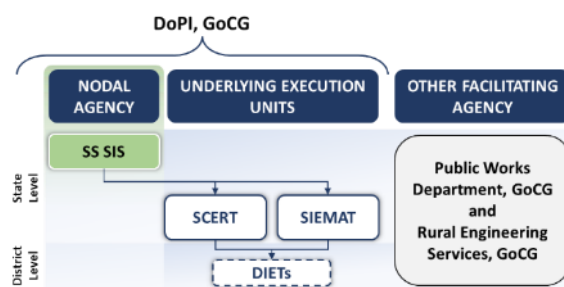 DoPI, GoCG
NODAL
AGENCY
UNDERLYING EXECUTION
UNITS
OTHER FACILITATING
AGENCY
State
Level
SS SIS
SCERT
SIEMAT
Public Works
Department, GoCG
and
Rural Engineering
Services, GoCG
District
Level
DIETs